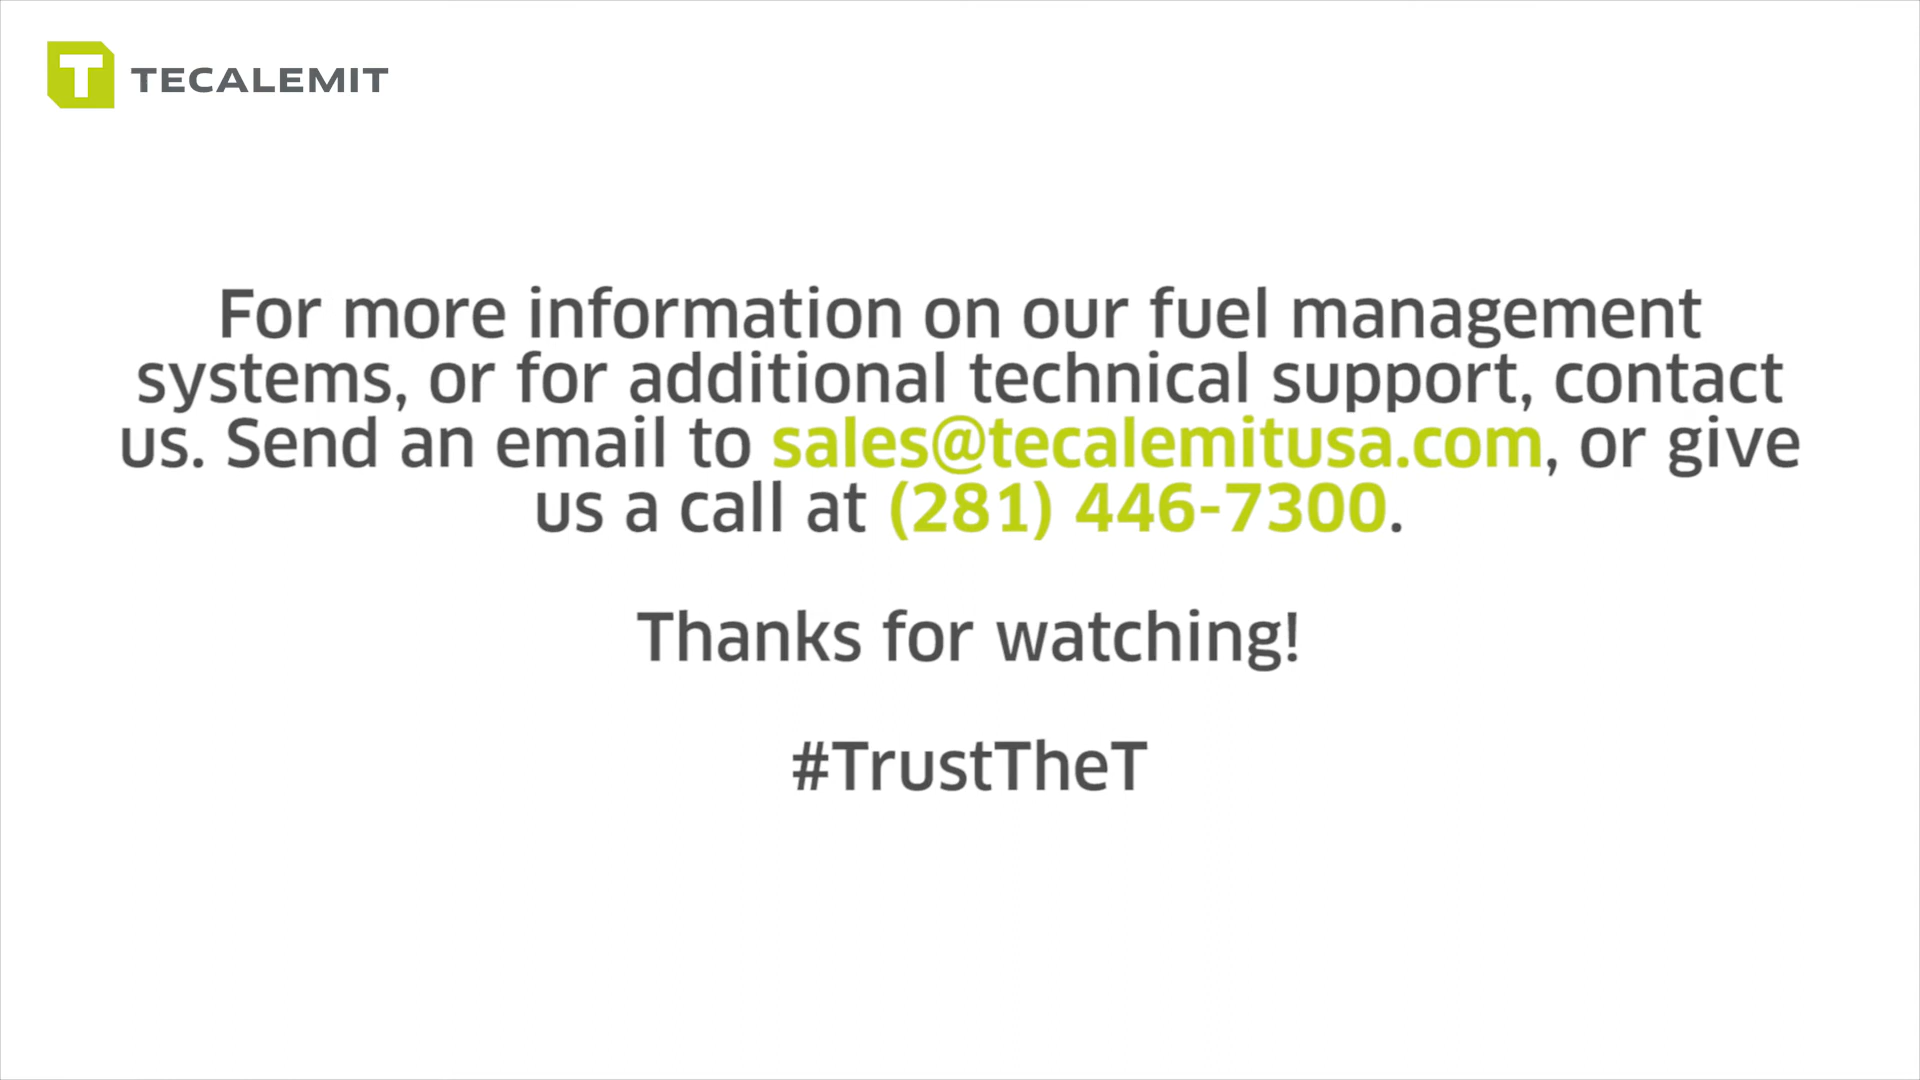 TECALEMIT
For more information on our fuel management
systems, or for additional technical support, contact
us. Send an email to sales@tecalemitusa.com, or give
us a call at (281) 446-7300.
Thanks for watching!
#TrustTheT